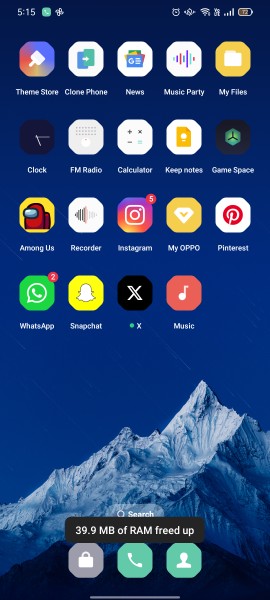 5:15
Theme Store Clone Phone News Music Party My Files
Clock FM Radio Calculator Keep notes Game Space
5
Among Us Recorder Instagram My OPPO Pinterest
2
WhatsApp Snapchat X Music
Search
39.9 MB of RAM freed up